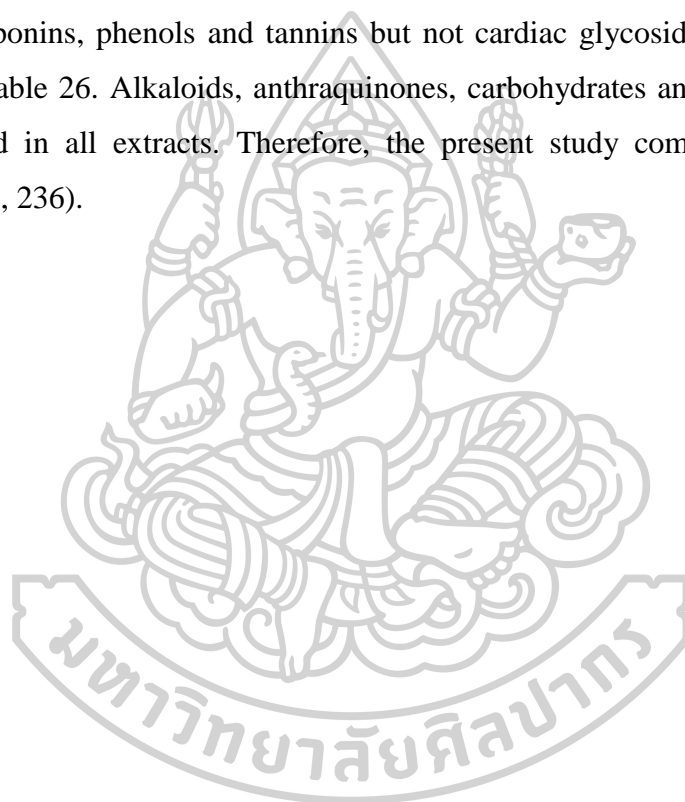 ponins, phenols and tannins but not cardiac glycosid
able 26. Alkaloids, anthraquinones, carbohydrates an
d in all extracts. Therefore, the present study com
, 236).
มหาวิทยาลัยศิลปากร